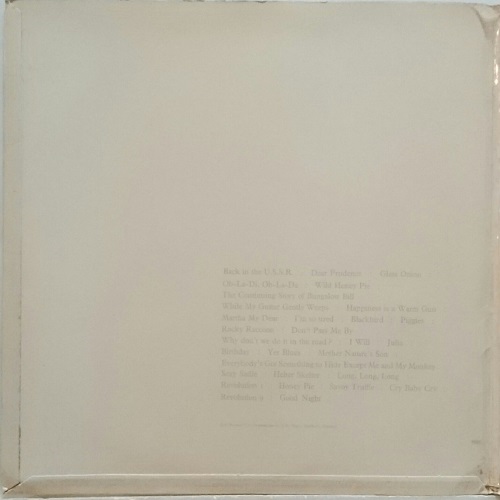 Back in the U.S.S.R. Dear Prudence Glass Onion
Ob-La-Di, Ob-La-Da Wild Honey Pie
The Continuing Story of Bungalow Bill
While My Guitar Gently Weeps Happiness is a Warm Gun
Martha My Dear I'm so tired Blackbird Piggies
Rocky Raccoon Don't Pass Me By
Why don't we do it in the road? I Will Julia
Birthday Yer Blues Mother Nature's Son
Everybody's Got Something to Hide Except Me and My Monkey
Sexy Sadie Helter Skelter Long, Long, Long
Revolution 1 Honey Pie Savoy Truffle Cry Baby Cry
Revolution 9 Good Night